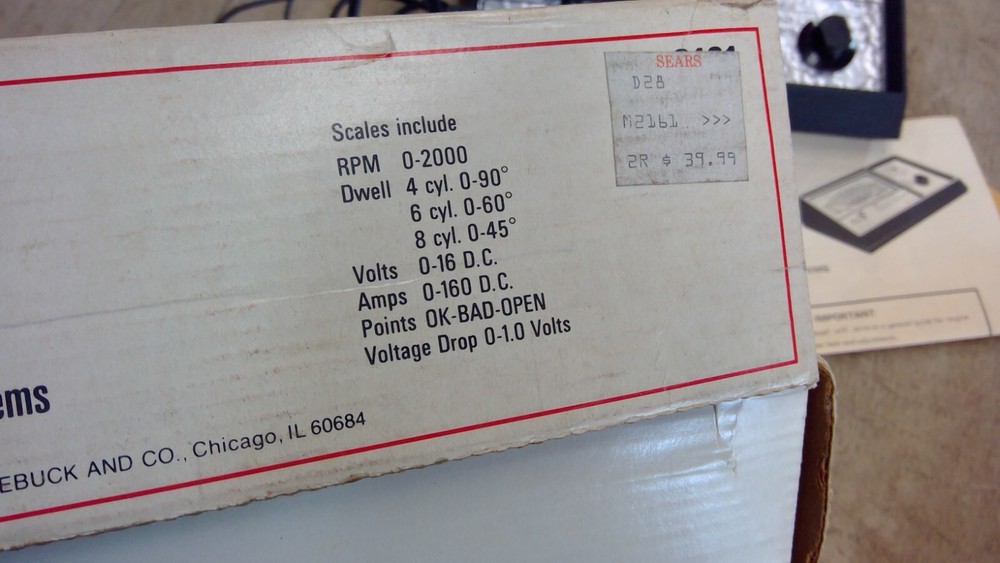 Scales include
RPM 0-2000
Dwell 4 cyl. 0-90°
6 cyl. 0-60°
8 cyl. 0-45°
Volts 0-16 D.C.
Amps 0-160 D.C.
Points OK-BAD-OPEN
Voltage Drop 0-1.0 Volts
ems
EBUCK AND CO., Chicago, IL 60684
SEARS
D28
M2161 >>>
2R $ 39.99
IMPORTANT